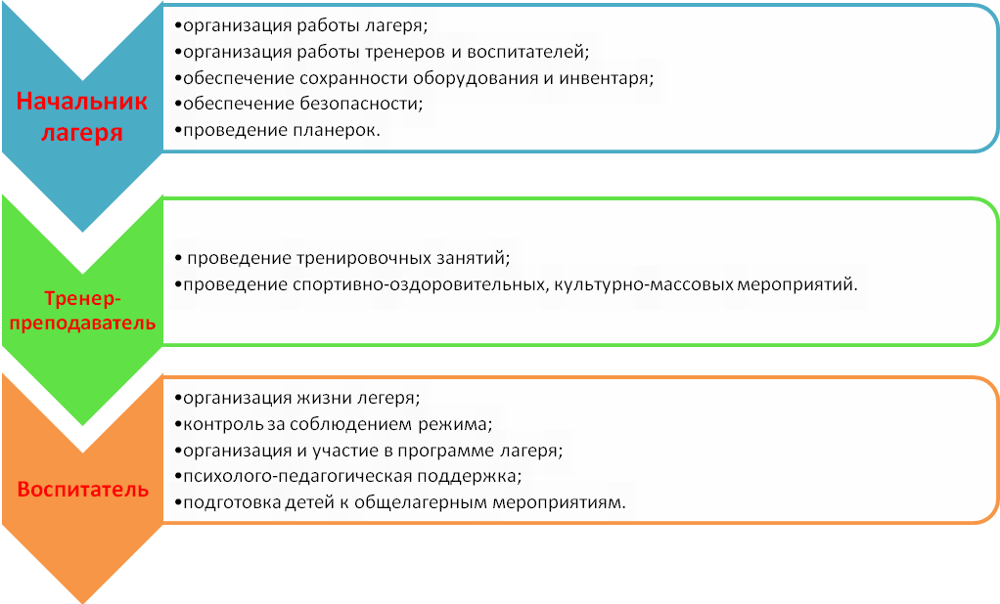 Начальник
лагеря
•организация работы лагеря;
•организация работы тренеров и воспитателей;
•обеспечение сохранности оборудования и инвентаря;
•обеспечение безопасности;
•проведение планерок.
Тренер-
преподаватель
• проведение тренировочных занятий;
•проведение спортивно-оздоровительных, культурно-массовых мероприятий.
Воспитатель
•организация жизни легеря;
•контроль за соблюдением режима;
•организация и участие в программе лагеря;
•психолого-педагогическая поддержка;
•подготовка детей к общелагерным мероприятиям.